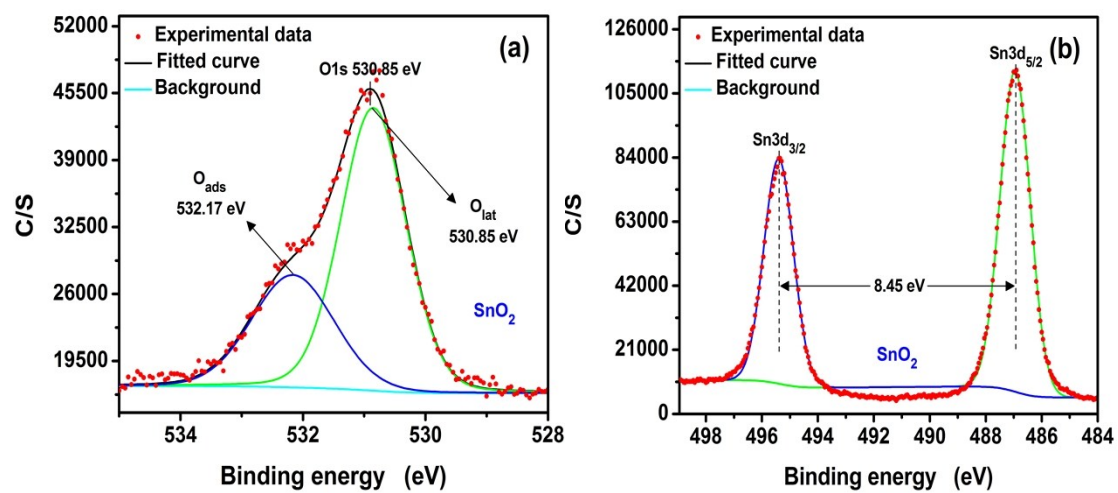 52000
45500
39000
32500
26000
19500
C/S
Experimental data
Fitted curve
Background
(a)
O1s 530.85 eV
O_ads
532.17 eV
O_lat
530.85 eV
SnO₂
534
532
530
528
Binding energy (eV)
126000
105000
84000
63000
42000
21000
0
C/S
Experimental data
Fitted curve
Background
(b)
Sn3d₅/₂
Sn3d₃/₂
8.45 eV
SnO₂
498
496
494
492
490
488
486
484
Binding energy (eV)